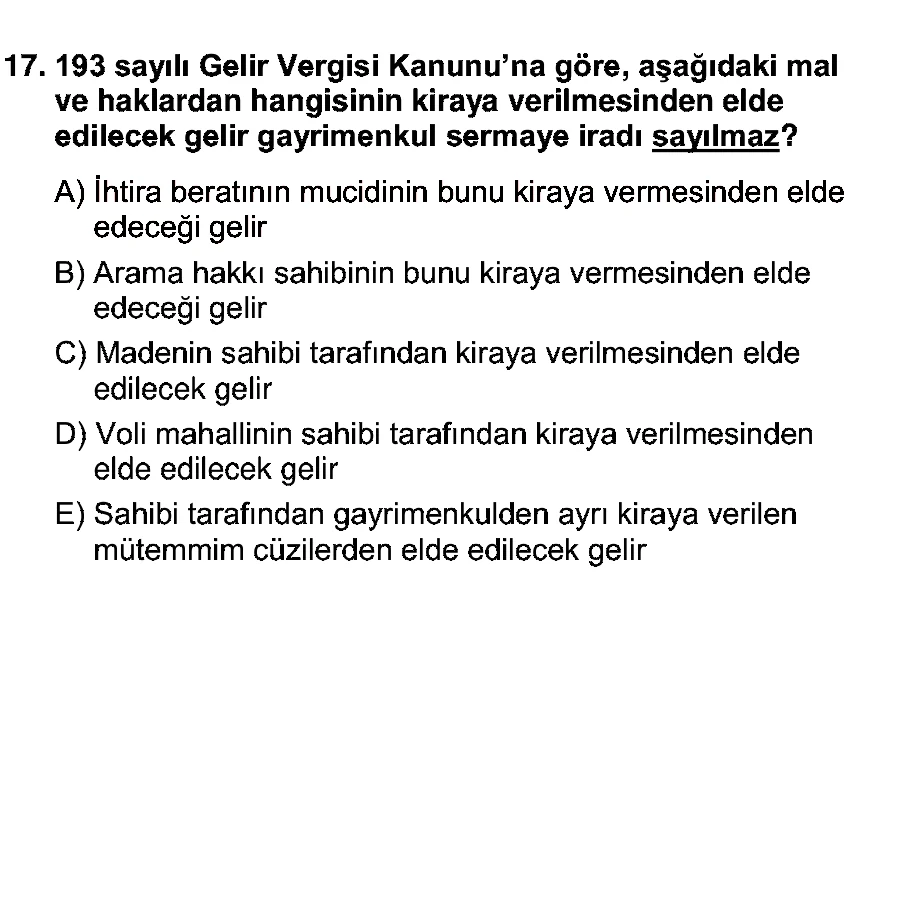 17. 193 sayılı Gelir Vergisi Kanunu’na göre, aşağıdaki mal
ve haklardan hangisinin kiraya verilmesinden elde
edilecek gelir gayrimenkul sermaye iradı sayılmaz?
A) İhtira beratının mucidinin bunu kiraya vermesinden elde
edeceği gelir
B) Arama hakkı sahibinin bunu kiraya vermesinden elde
edeceği gelir
C) Madenin sahibi tarafından kiraya verilmesinden elde
edilecek gelir
D) Voli mahallinin sahibi tarafından kiraya verilmesinden
elde edilecek gelir
E) Sahibi tarafından gayrimenkulden ayrı kiraya verilen
mütemmim cüzilerden elde edilecek gelir